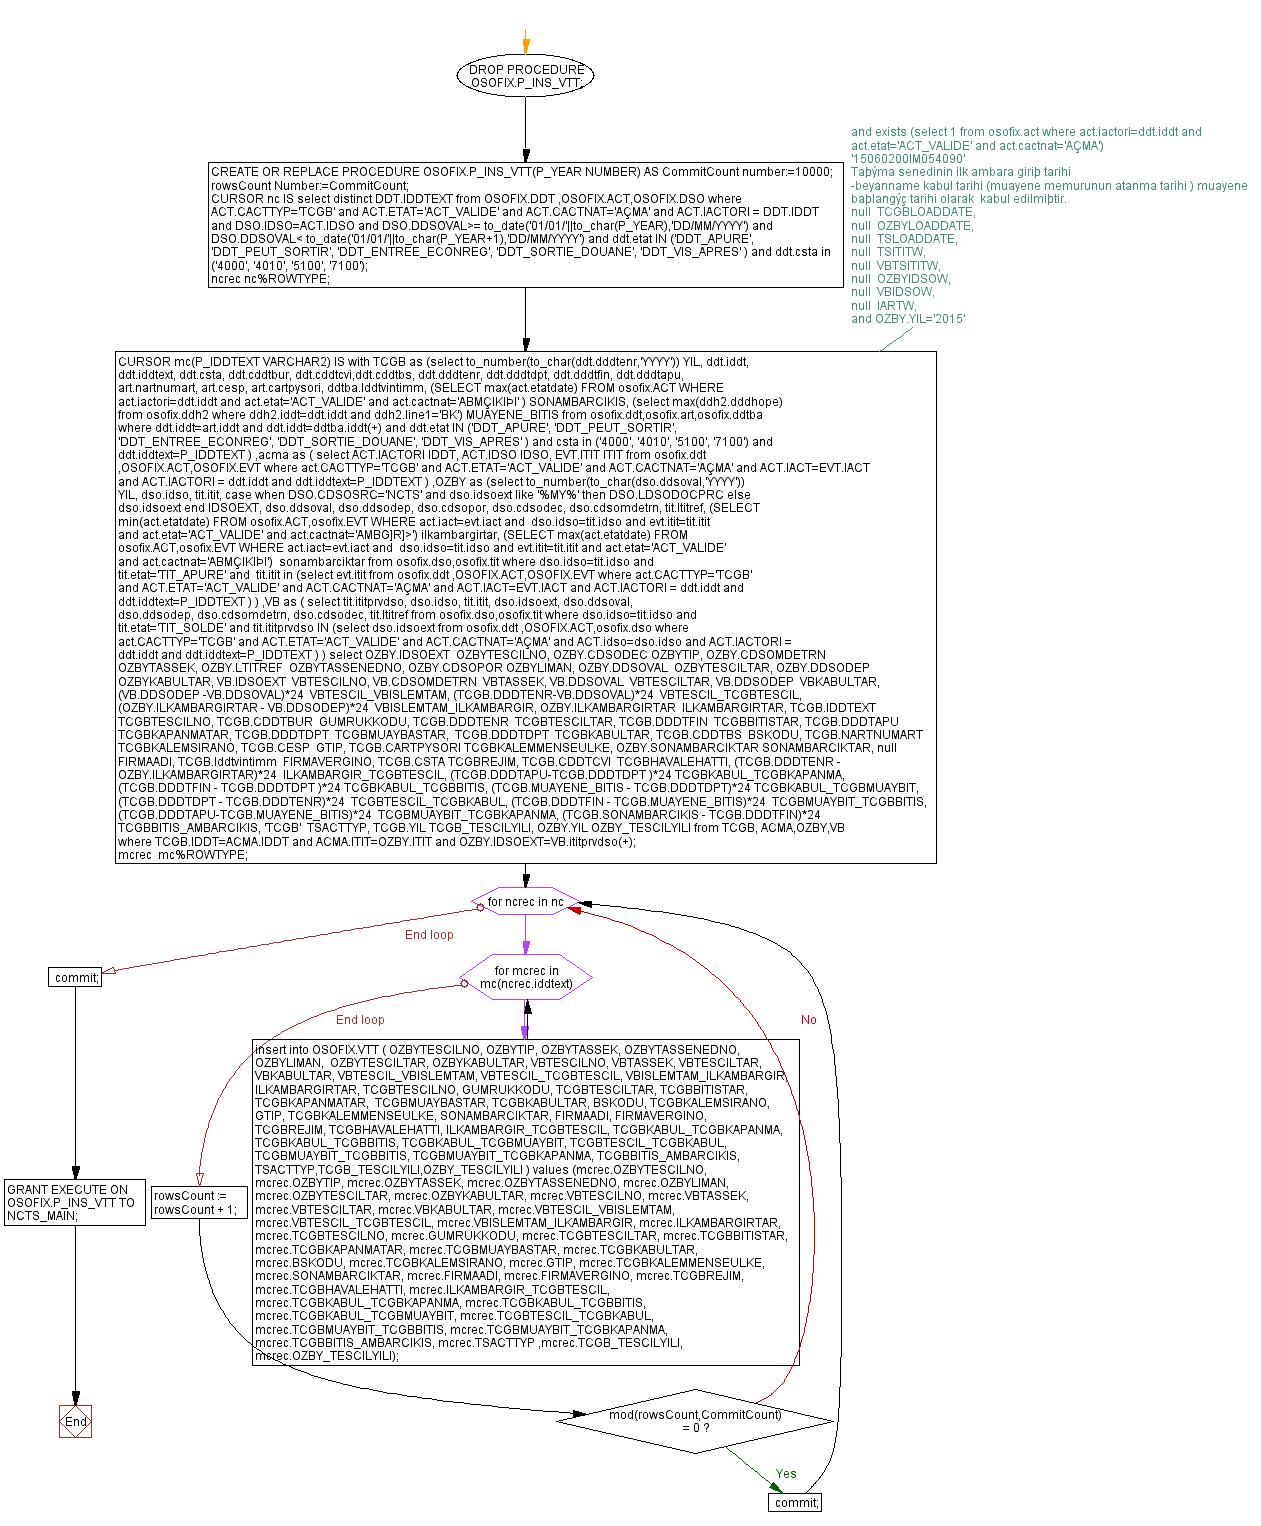 DROP PROCEDURE
OSOFIX.P_INS_VTT;
and exists (select 1 from osofix.act where act.iactori=ddt.iddt and
act.etat='ACT_VALIDE' and act.cactnat='AÇMA')
'15060200IM054090'
Taþýma senedinin ilk ambara giriþ tarihi
-beyanname kabul tarihi (muayene memurunun atanma tarihi ) muayene
baþlangýç tarihi olarak  kabul edilmiþtir.
null  TCGBLOADDATE,
null  OZBYLOADDATE,
null  TSLOADDATE,
null  TSITITW,
null  VBTSITITW,
null  OZBYIDSOW,
null  VBIDSOW,
null  IARTW,
and OZBY.YIL='2015'
CREATE OR REPLACE PROCEDURE OSOFIX.P_INS_VTT(P_YEAR NUMBER) AS CommitCount number:=10000;
rowsCount Number:=CommitCount;
CURSOR nc IS select distinct DDT.IDDTEXT from OSOFIX.DDT ,OSOFIX.ACT,OSOFIX.DSO where
ACT.CACTTYP='TCGB' and ACT.ETAT='ACT_VALIDE' and ACT.CACTNAT='AÇMA' and ACT.IACTORI = DDT.IDDT
and DSO.IDSO=ACT.IDSO and DSO.DDSOVAL>= to_date('01/01/'||to_char(P_YEAR),'DD/MM/YYYY') and
DSO.DDSOVAL< to_date('01/01/'||to_char(P_YEAR+1),'DD/MM/YYYY') and ddt.etat IN ('DDT_APURE',
'DDT_PEUT_SORTIR', 'DDT_ENTREE_ECONREG', 'DDT_SORTIE_DOUANE', 'DDT_VIS_APRES' ) and ddt.csta in
('4000', '4010', '5100', '7100');
ncrec nc%ROWTYPE;
CURSOR mc(P_IDDTEXT VARCHAR2) IS with TCGB as (select to_number(to_char(ddt.dddtenr,'YYYY')) YIL, ddt.iddt,
ddt.iddtext, ddt.csta, ddt.cddtbur, ddt.cddtcvi,ddt.cddtbs, ddt.dddtenr, ddt.dddtdpt, ddt.dddtfin, ddt.dddtapu,
art.nartnumart, art.cesp, art.cartpysori, ddtba.lddtvintimm, (SELECT max(act.etatdate) FROM osofix.ACT WHERE
act.iactori=ddt.iddt and act.etat='ACT_VALIDE' and act.cactnat='ABMÇIKIÞI' ) SONAMBARCIKIS, (select max(ddh2.dddhope)
from osofix.ddh2 where ddh2.iddt=ddt.iddt and ddh2.line1='BK') MUAYENE_BITIS from osofix.ddt,osofix.art,osofix.ddtba
where ddt.iddt=art.iddt and ddt.iddt=ddtba.iddt(+) and ddt.etat IN ('DDT_APURE', 'DDT_PEUT_SORTIR',
'DDT_ENTREE_ECONREG', 'DDT_SORTIE_DOUANE', 'DDT_VIS_APRES' ) and csta in ('4000', '4010', '5100', '7100') and
ddt.iddtext=P_IDDTEXT ) ,acma as ( select ACT.IACTORI IDDT, ACT.IDSO IDSO, EVT.ITIT ITIT from osofix.ddt
,OSOFIX.ACT,OSOFIX.EVT where act.CACTTYP='TCGB' and ACT.ETAT='ACT_VALIDE' and ACT.CACTNAT='AÇMA' and ACT.IACT=EVT.IACT
and ACT.IACTORI = ddt.iddt and ddt.iddtext=P_IDDTEXT ) ,OZBY as (select to_number(to_char(dso.ddsoval,'YYYY'))
YIL, dso.idso, tit.itit, case when DSO.CDSOSRC='NCTS' and dso.idsoext like '%MY%' then DSO.LDSODOCPRC else
dso.idsoext end IDSOEXT, dso.ddsoval, dso.ddsodep, dso.cdsopor, dso.cdsodec, dso.cdsomdetrn, tit.ltitref, (SELECT
min(act.etatdate) FROM osofix.ACT,osofix.EVT WHERE act.iact=evt.iact and  dso.idso=tit.idso and evt.itit=tit.itit
and act.etat='ACT_VALIDE' and act.cactnat='AMBG]R]>') ilkambargirtar, (SELECT max(act.etatdate) FROM
osofix.ACT,osofix.EVT WHERE act.iact=evt.iact and  dso.idso=tit.idso and evt.itit=tit.itit and act.etat='ACT_VALIDE'
and act.cactnat='ABMÇIKIÞI')  sonambarciktar from osofix.dso,osofix.tit where dso.idso=tit.idso and
tit.etat='TIT_APURE' and  tit.itit in (select evt.itit from osofix.ddt ,OSOFIX.ACT,OSOFIX.EVT where act.CACTTYP='TCGB'
and ACT.ETAT='ACT_VALIDE' and ACT.CACTNAT='AÇMA' and ACT.IACT=EVT.IACT and ACT.IACTORI = ddt.iddt and
ddt.iddtext=P_IDDTEXT ) ) ,VB as ( select tit.ititprvdso, dso.idso, tit.itit, dso.idsoext, dso.ddsoval,
dso.ddsodep, dso.cdsomdetrn, dso.cdsodec, tit.ltitref from osofix.dso,osofix.tit where dso.idso=tit.idso and
tit.etat='TIT_SOLDE' and tit.ititprvdso IN (select dso.idsoext from osofix.ddt ,OSOFIX.ACT,osofix.dso where
act.CACTTYP='TCGB' and ACT.ETAT='ACT_VALIDE' and ACT.CACTNAT='AÇMA' and ACT.idso=dso.idso and ACT.IACTORI =
ddt.iddt and ddt.iddtext=P_IDDTEXT ) ) select OZBY.IDSOEXT  OZBYTESCILNO, OZBY.CDSODEC OZBYTIP, OZBY.CDSOMDETRN
OZBYTASSEK, OZBY.LTITREF  OZBYTASSENEDNO, OZBY.CDSOPOR OZBYLIMAN, OZBY.DDSOVAL  OZBYTESCILTAR, OZBY.DDSODEP
OZBYKABULTAR, VB.IDSOEXT  VBTESCILNO, VB.CDSOMDETRN  VBTASSEK, VB.DDSOVAL  VBTESCILTAR, VB.DDSODEP  VBKABULTAR,
(VB.DDSODEP -VB.DDSOVAL)*24  VBTESCIL_VBISLEMTAM, (TCGB.DDDTENR-VB.DDSOVAL)*24  VBTESCIL_TCGBTESCIL,
(OZBY.ILKAMBARGIRTAR - VB.DDSODEP)*24  VBISLEMTAM_ILKAMBARGIR, OZBY.ILKAMBARGIRTAR  ILKAMBARGIRTAR, TCGB.IDDTEXT
TCGBTESCILNO, TCGB.CDDTBUR  GUMRUKKODU, TCGB.DDDTENR  TCGBTESCILTAR, TCGB.DDDTFIN  TCGBBITISTAR, TCGB.DDDTAPU
TCGBKAPANMATAR, TCGB.DDDTDPT  TCGBMUAYBASTAR,  TCGB.DDDTDPT  TCGBKABULTAR, TCGB.CDDTBS  BSKODU, TCGB.NARTNUMART
TCGBKALEMSIRANO, TCGB.CESP  GTIP, TCGB.CARTPYSORI TCGBKALEMMENSEULKE, OZBY.SONAMBARCIKTAR SONAMBARCIKTAR, null
FIRMAADI, TCGB.lddtvintimm  FIRMAVERGINO, TCGB.CSTA TCGBREJIM, TCGB.CDDTCVI  TCGBHAVALEHATTI, (TCGB.DDDTENR -
OZBY.ILKAMBARGIRTAR)*24  ILKAMBARGIR_TCGBTESCIL, (TCGB.DDDTAPU-TCGB.DDDTDPT )*24 TCGBKABUL_TCGBKAPANMA,
(TCGB.DDDTFIN - TCGB.DDDTDPT )*24 TCGBKABUL_TCGBBITIS, (TCGB.MUAYENE_BITIS - TCGB.DDDTDPT)*24 TCGBKABUL_TCGBMUAYBIT,
(TCGB.DDDTDPT - TCGB.DDDTENR)*24  TCGBTESCIL_TCGBKABUL, (TCGB.DDDTFIN - TCGB.MUAYENE_BITIS)*24  TCGBMUAYBIT_TCGBBITIS,
(TCGB.DDDTAPU-TCGB.MUAYENE_BITIS)*24  TCGBMUAYBIT_TCGBKAPANMA, (TCGB.SONAMBARCIKIS - TCGB.DDDTFIN)*24
TCGBBITIS_AMBARCIKIS, 'TCGB'  TSACTTYP, TCGB.YIL TCGB_TESCILYILI, OZBY.YIL OZBY_TESCILYILI from TCGB, ACMA,OZBY,VB
where TCGB.IDDT=ACMA.IDDT and ACMA.ITIT=OZBY.ITIT and OZBY.IDSOEXT=VB.ititprvdso(+);
mcrec  mc%ROWTYPE;
for ncrec in nc
End loop
commit;
for mcrec in
mc(ncrec.iddtext)
End loop
No
insert into OSOFIX.VTT ( OZBYTESCILNO, OZBYTIP, OZBYTASSEK, OZBYTASSENEDNO,
OZBYLIMAN,  OZBYTESCILTAR, OZBYKABULTAR, VBTESCILNO, VBTASSEK, VBTESCILTAR,
VBKABULTAR, VBTESCIL_VBISLEMTAM, VBTESCIL_TCGBTESCIL, VBISLEMTAM_ILKAMBARGIR,
ILKAMBARGIRTAR, TCGBTESCILNO, GUMRUKKODU, TCGBTESCILTAR, TCGBBITISTAR,
TCGBKAPANMATAR,  TCGBMUAYBASTAR, TCGBKABULTAR, BSKODU, TCGBKALEMSIRANO,
GTIP, TCGBKALEMMENSEULKE, SONAMBARCIKTAR, FIRMAADI, FIRMAVERGINO,
TCGBREJIM, TCGBHAVALEHATTI, ILKAMBARGIR_TCGBTESCIL, TCGBKABUL_TCGBKAPANMA,
TCGBKABUL_TCGBBITIS, TCGBKABUL_TCGBMUAYBIT, TCGBTESCIL_TCGBKABUL,
TCGBMUAYBIT_TCGBBITIS, TCGBMUAYBIT_TCGBKAPANMA, TCGBBITIS_AMBARCIKIS,
TSACTTYP,TCGB_TESCILYILI,OZBY_TESCILYILI ) values (mcrec.OZBYTESCILNO,
mcrec.OZBYTIP, mcrec.OZBYTASSEK, mcrec.OZBYTASSENEDNO, mcrec.OZBYLIMAN,
mcrec.OZBYTESCILTAR, mcrec.OZBYKABULTAR, mcrec.VBTESCILNO, mcrec.VBTASSEK,
mcrec.VBTESCILTAR, mcrec.VBKABULTAR, mcrec.VBTESCIL_VBISLEMTAM,
mcrec.VBTESCIL_TCGBTESCIL, mcrec.VBISLEMTAM_ILKAMBARGIR, mcrec.ILKAMBARGIRTAR,
mcrec.TCGBTESCILNO, mcrec.GUMRUKKODU, mcrec.TCGBTESCILTAR, mcrec.TCGBBITISTAR,
mcrec.TCGBKAPANMATAR, mcrec.TCGBMUAYBASTAR, mcrec.TCGBKABULTAR,
mcrec.BSKODU, mcrec.TCGBKALEMSIRANO, mcrec.GTIP, mcrec.TCGBKALEMMENSEULKE,
mcrec.SONAMBARCIKTAR, mcrec.FIRMAADI, mcrec.FIRMAVERGINO, mcrec.TCGBREJIM,
mcrec.TCGBHAVALEHATTI, mcrec.ILKAMBARGIR_TCGBTESCIL,
mcrec.TCGBKABUL_TCGBKAPANMA, mcrec.TCGBKABUL_TCGBBITIS,
mcrec.TCGBKABUL_TCGBMUAYBIT, mcrec.TCGBTESCIL_TCGBKABUL,
mcrec.TCGBMUAYBIT_TCGBBITIS, mcrec.TCGBMUAYBIT_TCGBKAPANMA,
mcrec.TCGBBITIS_AMBARCIKIS, mcrec.TSACTTYP ,mcrec.TCGB_TESCILYILI,
mcrec.OZBY_TESCILYILI);
GRANT EXECUTE ON
OSOFIX.P_INS_VTT TO
NCTS_MAIN;
rowsCount :=
rowsCount + 1;
End
mod(rowsCount,CommitCount)
= 0 ?
Yes
commit;